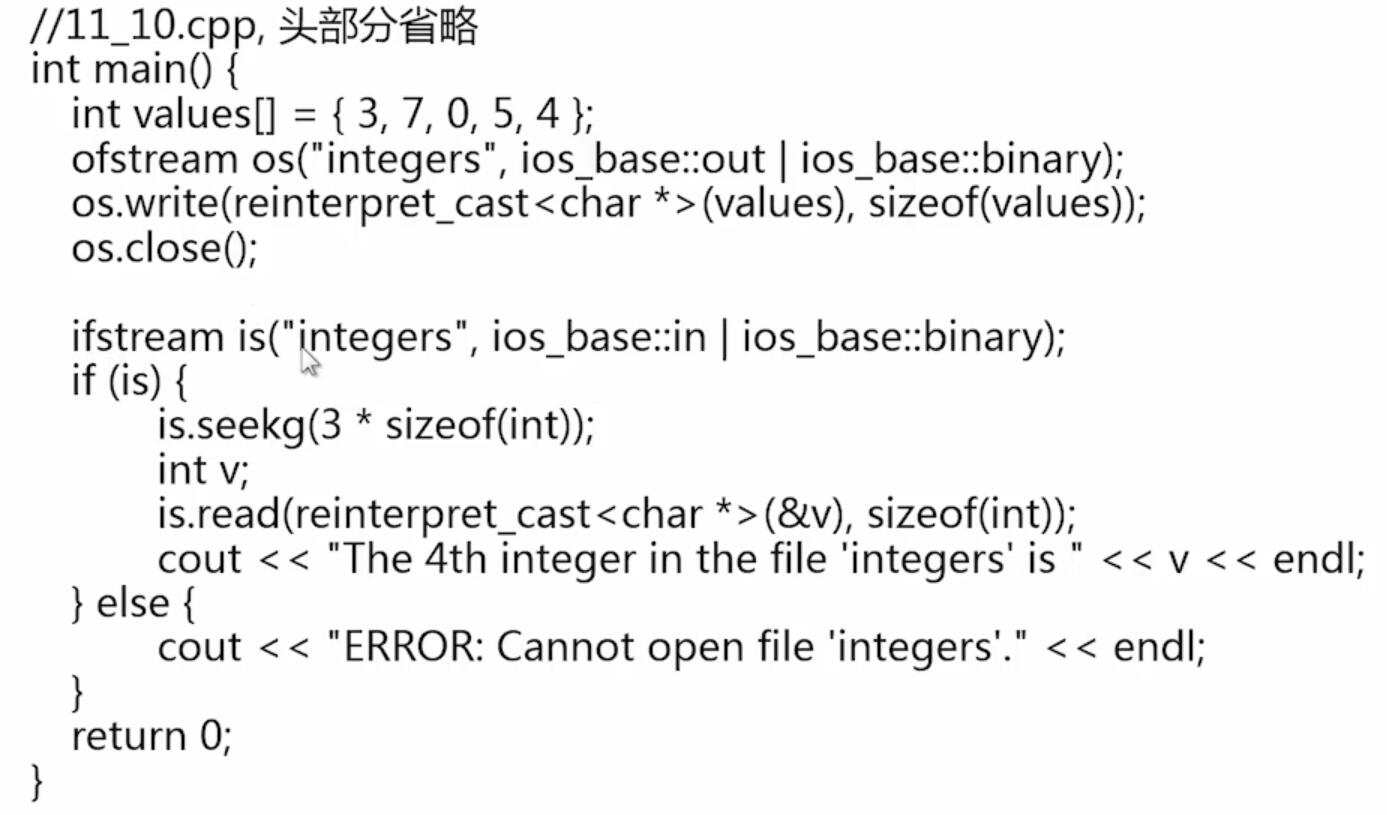 //11_10.cpp, 头部分省略
int main() {
int values[] = { 3, 7, 0, 5, 4 };
ofstream os("integers", ios_base::out | ios_base::binary);
os.write(reinterpret_cast<char *>(values), sizeof(values));
os.close();
ifstream is("integers", ios_base::in | ios_base::binary);
if (is) {
is.seekg(3 * sizeof(int));
int v;
is.read(reinterpret_cast<char *>(&v), sizeof(int));
cout << "The 4th integer in the file 'integers' is " << v << endl;
} else {
cout << "ERROR: Cannot open file 'integers'." << endl;
}
return 0;
}